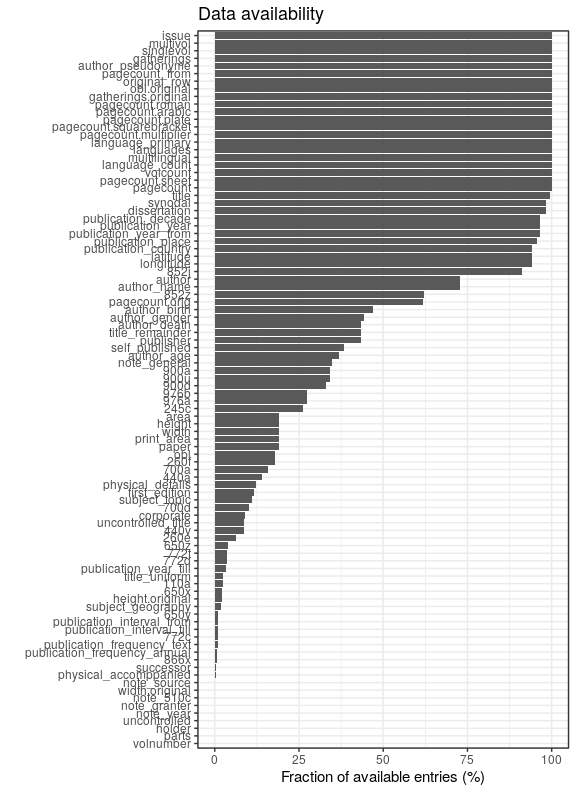 Data availability
issue
multivol
singlevol
gatherings
author_pseudonyme
pagecount_from
original_row
obl.original
gatherings.original
pagecount.roman
pagecount.arabic
pagecount.plate
pagecount.squarebracket
pagecount.multiplier
language_primary
languages
multilingual
language_count
volcount
pagecount.sheet
pagecount
title
synodal
dissertation
publication_decade
publication_year
publication_year_from
publication_place
publication_country
latitude
longitude
852j
author
author_name
852z
pagecount.orig
author_birth
author_gender
author_death
title_remainder
publisher
self_published
author_age
note_general
900a
900u
900d
976b
976a
245c
area
height
width
print_area
paper
obl
260f
700a
440a
physical_details
first_edition
subject_topic
700d
corporate
uncontrolled_title
440v
260e
650z
772t
772d
publication_year_till
title_uniform
110a
650x
height.original
subject_geography
650y
publication_interval_from
publication_interval_till
772c
publication_frequency_text
publication_frequency_annual
866x
successor
physical_accomppanied
note_source
width.original
note_510c
note_granter
note_year
uncontrolled
holder
parts
volnumber
0 25 50 75 100
Fraction of available entries (%)